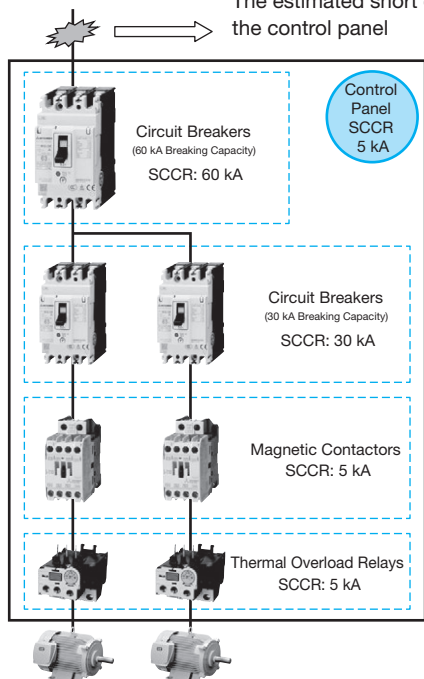 The estimated short
the control panel
Control
Panel
SCCR
5 kA
Circuit Breakers
(60 kA Breaking Capacity)
SCCR: 60 kA
Circuit Breakers
(30 kA Breaking Capacity)
SCCR: 30 kA
Magnetic Contactors
SCCR: 5 kA
Thermal Overload Relays
SCCR: 5 kA